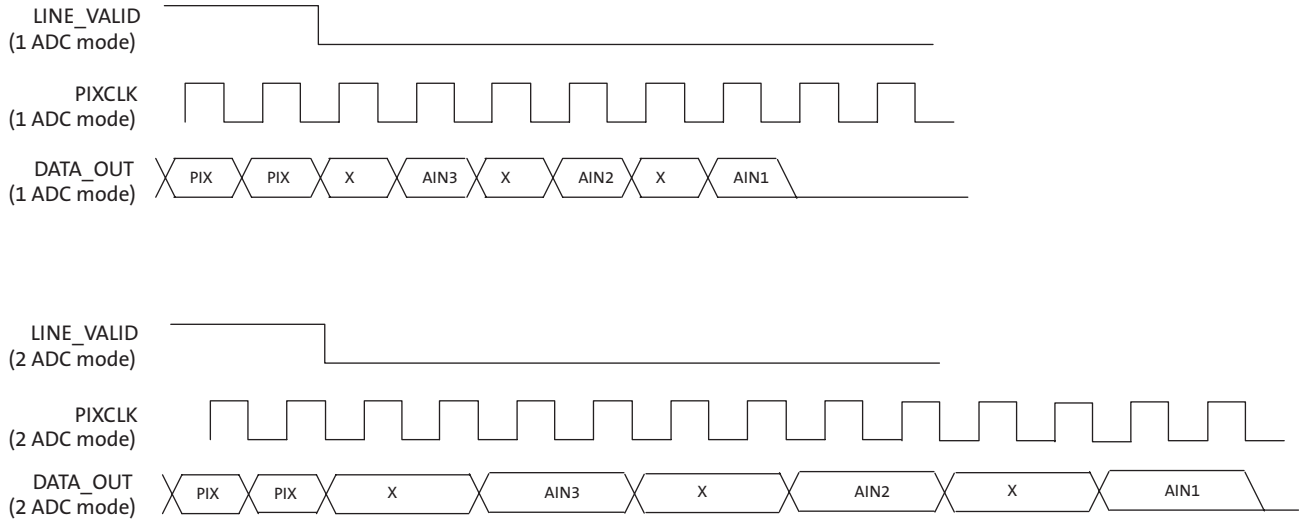 LINE_VALID
(1 ADC mode)
PIXCLK
(1 ADC mode)
DATA_OUT
(1 ADC mode)
PIX PIX X AIN3 X AIN2 X AIN1
LINE_VALID
(2 ADC mode)
PIXCLK
(2 ADC mode)
DATA_OUT
(2 ADC mode)
PIX PIX X AIN3 X AIN2 X AIN1